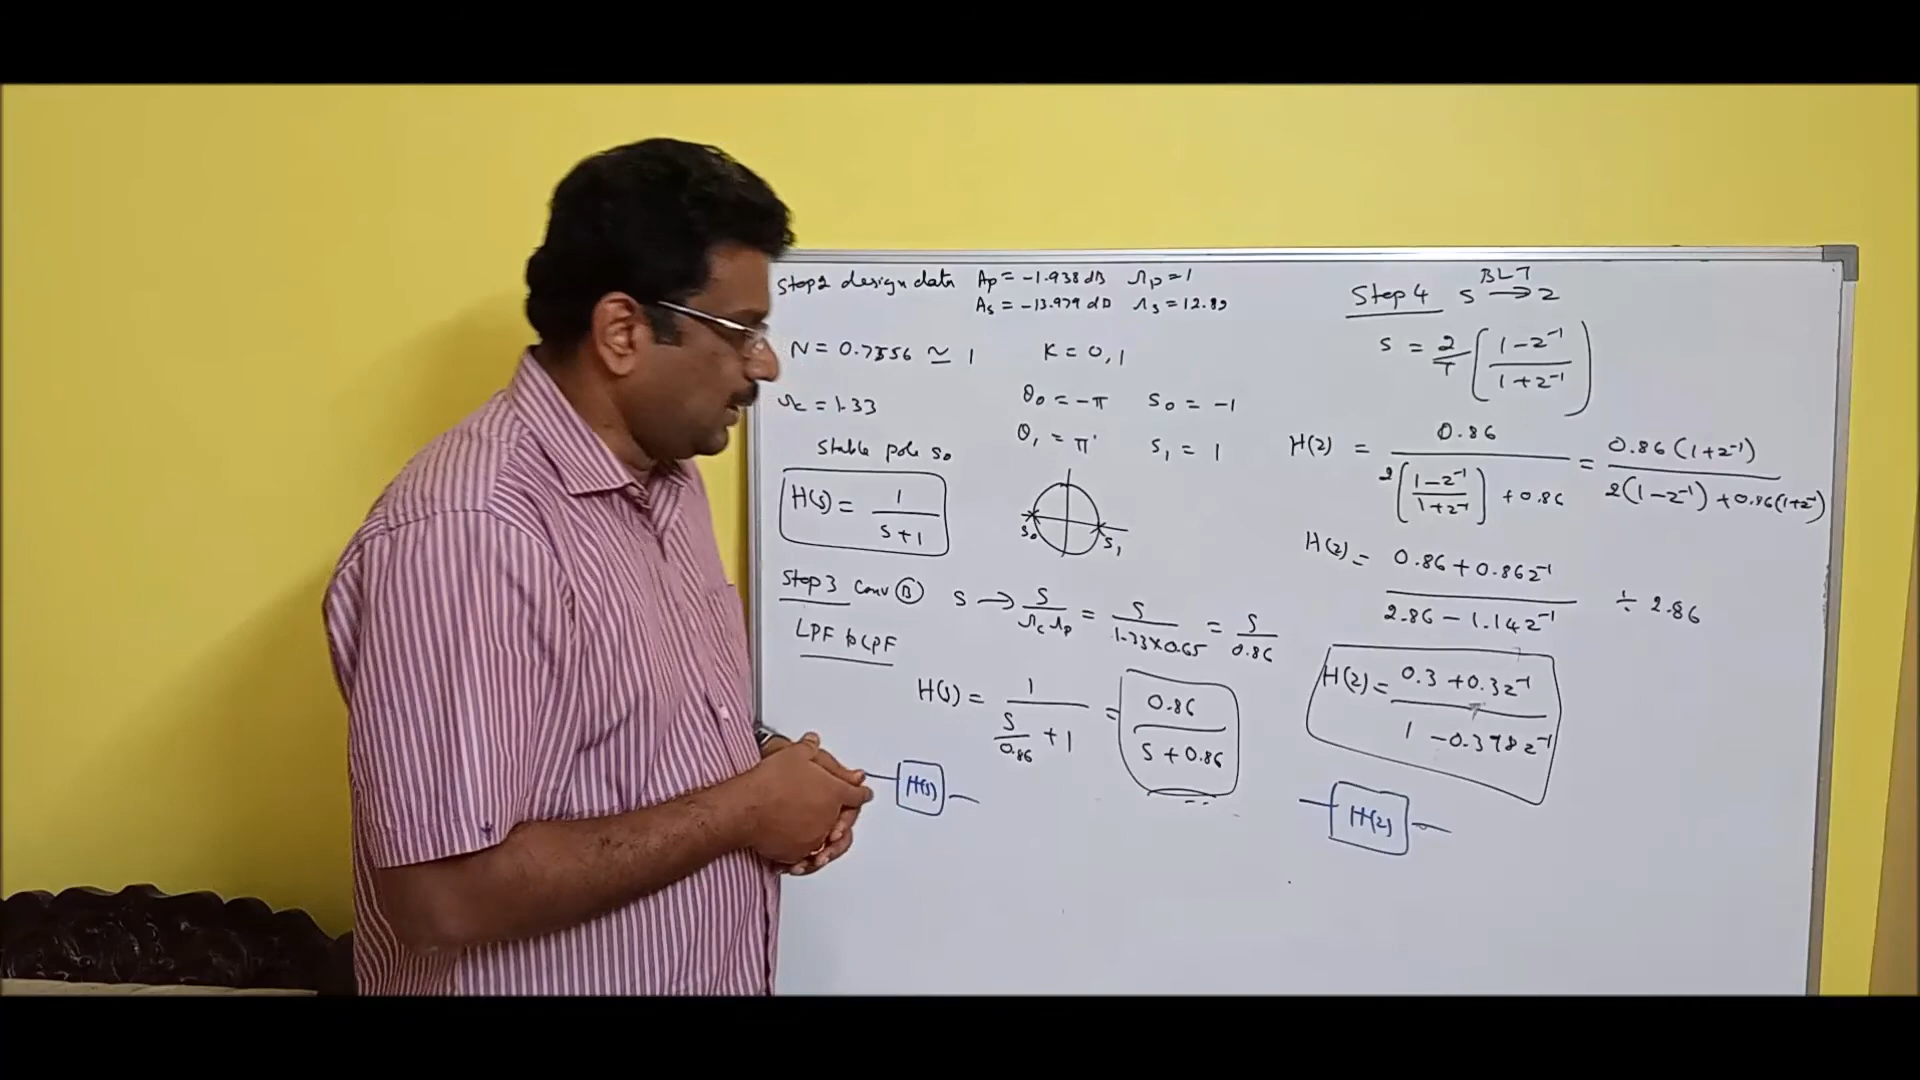 Step2 design data Ap = -1.938 dB Ωp = 1
As = -13.979 dB Ωs = 12.89
N = 0.7556 ≃ 1 K = 0, 1
Ωc = 1.33 θ₀ = -π s₀ = -1
θ₁ = π s₁ = 1
Stable pole s₀
H(s) = 1/(s+1)
s₀ s₁
Step 3 Conv Ⓑ s → s/(Ωc Ωp) = s/(1.33×0.65) = s/0.86
LPF to LPF
H(s) = 1/(s/0.86 + 1) = 0.86/(s + 0.86)
H(s)
Step 4 s →(BLT) z
s = 2/T ((1-z⁻¹)/(1+z⁻¹))
H(z) = 0.86/(2[(1-z⁻¹)/(1+z⁻¹)] + 0.86) = 0.86(1+z⁻¹)/(2(1-z⁻¹)+0.86(1+z⁻¹))
H(z) = (0.86 + 0.86z⁻¹)/(2.86 - 1.14z⁻¹) ÷ 2.86
H(z) = (0.3 + 0.3z⁻¹)/(1 - 0.398z⁻¹)
H(z)